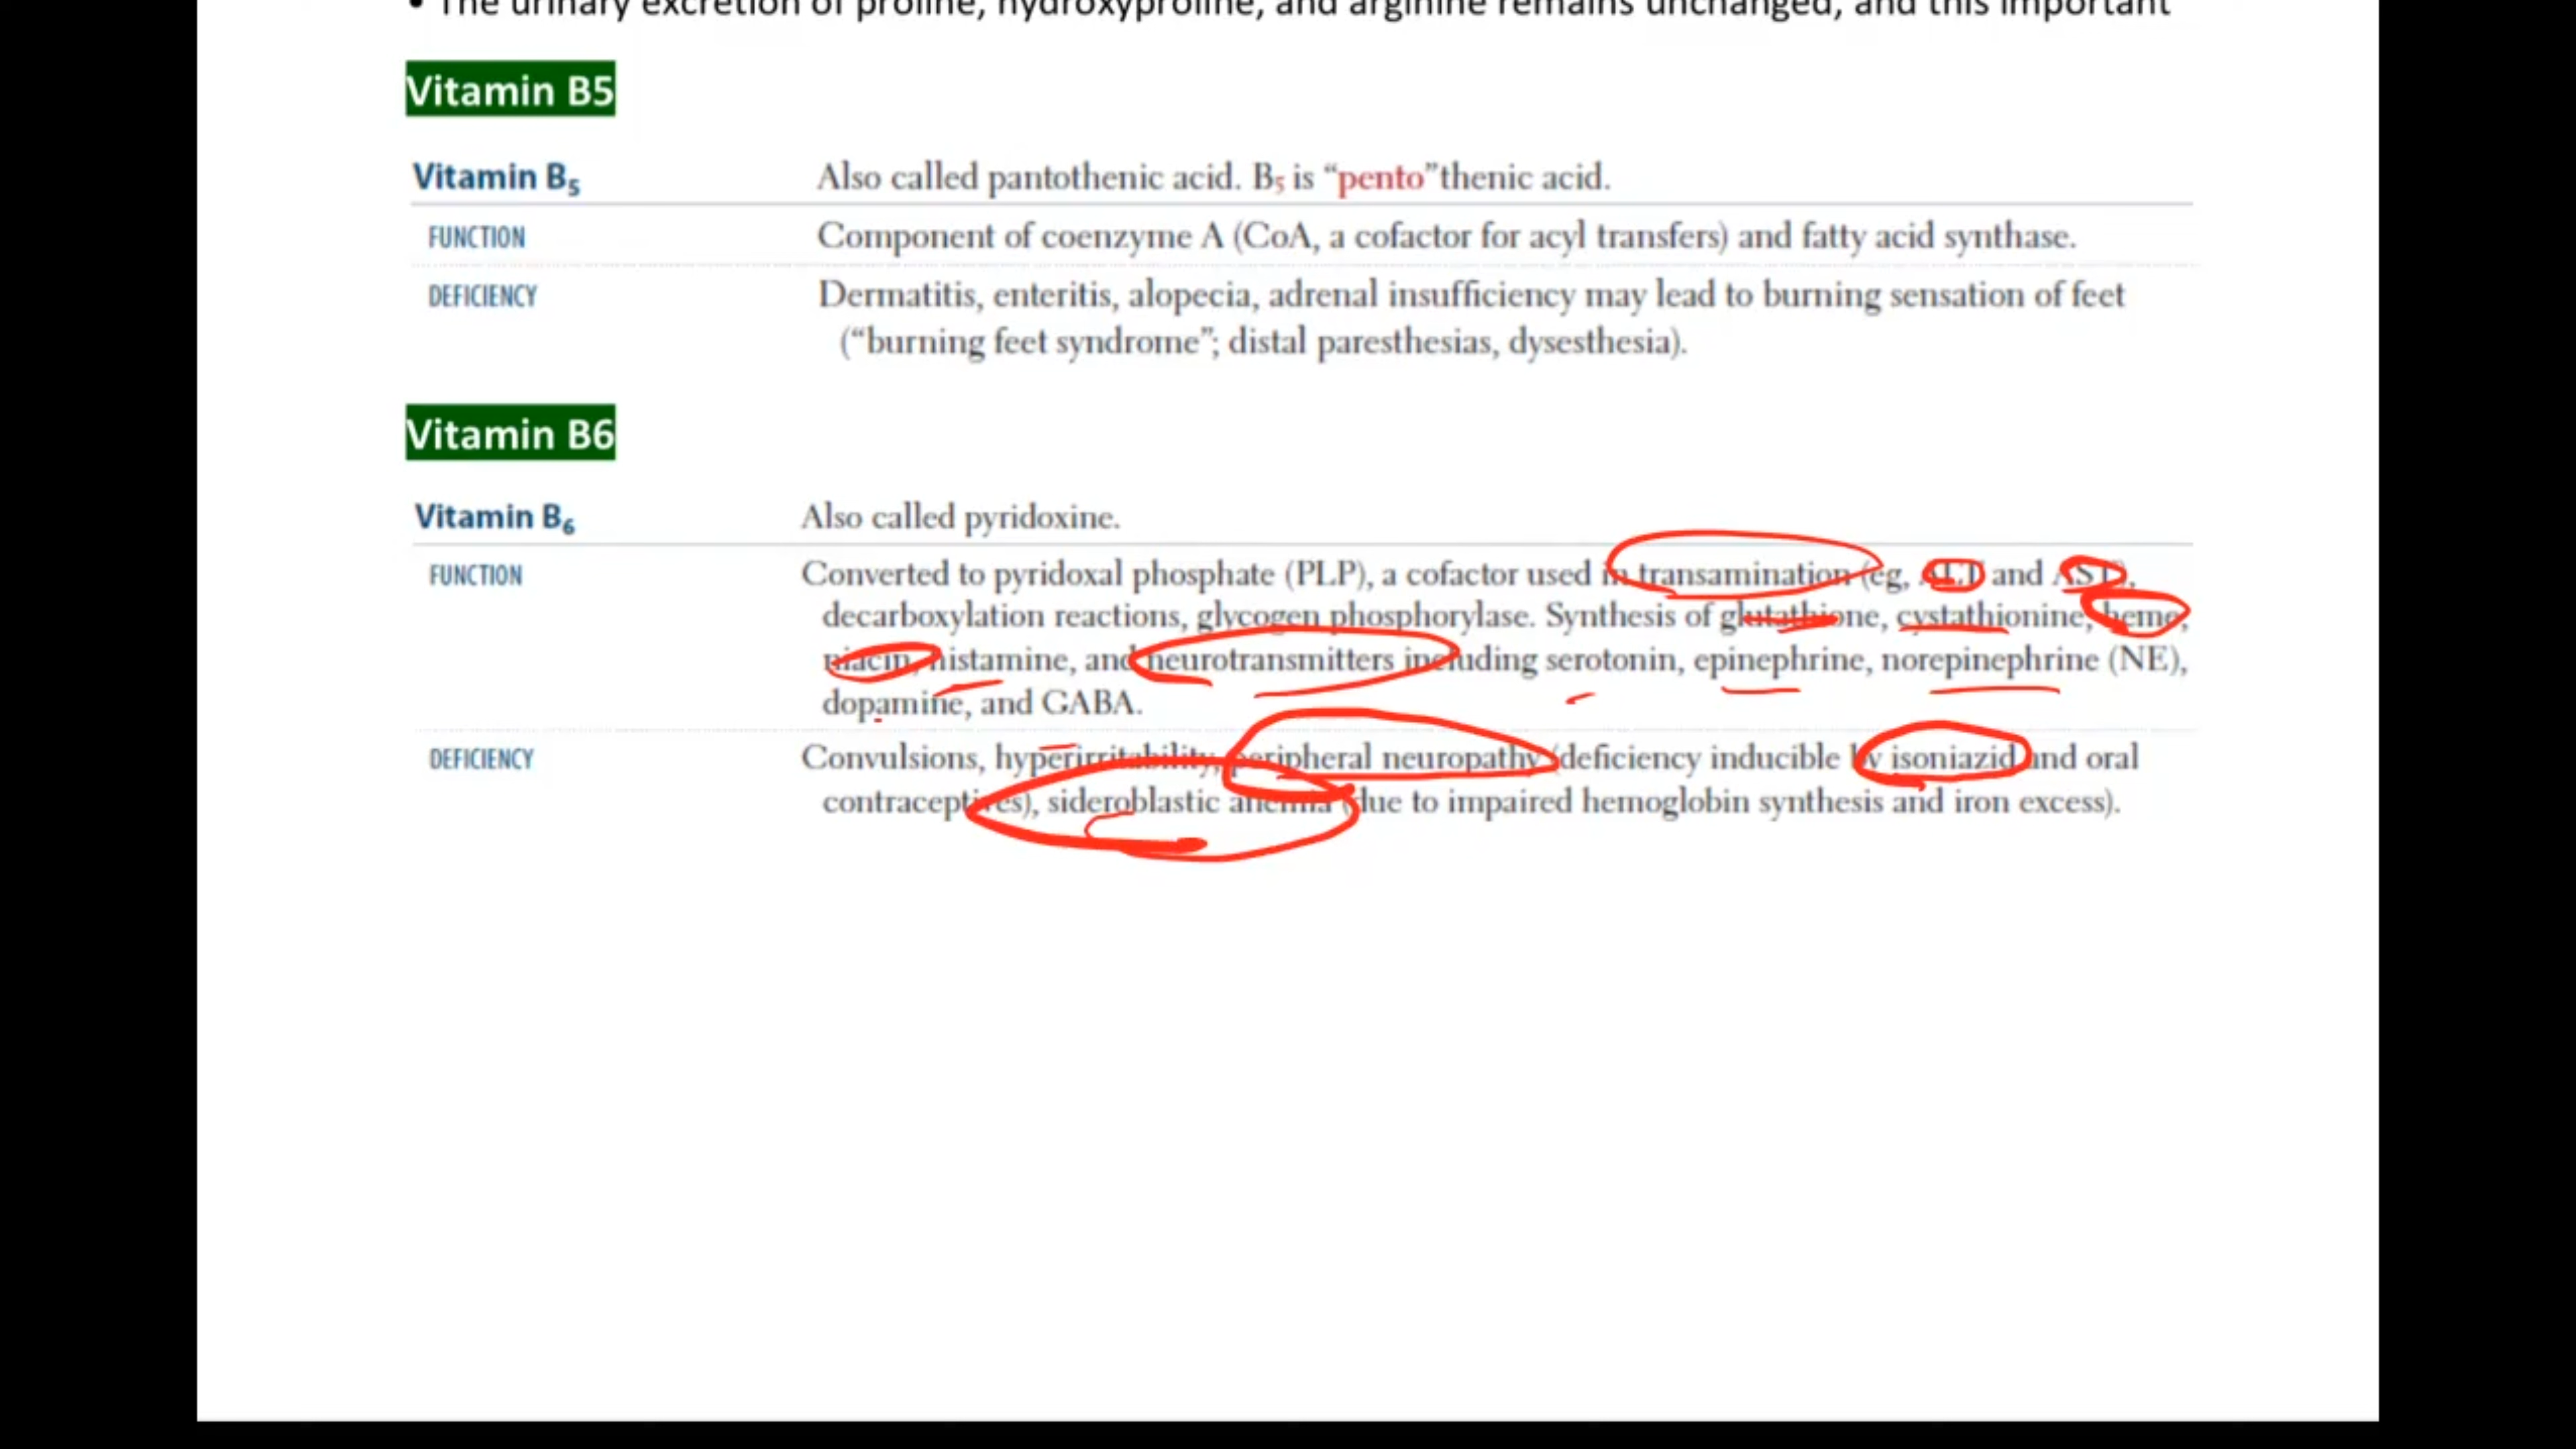 • The urinary excretion of proline, hydroxyproline, and arginine remains unchanged, and this important
Vitamin B5
Vitamin B5 Also called pantothenic acid. B5 is “pento”thenic acid.
FUNCTION Component of coenzyme A (CoA, a cofactor for acyl transfers) and fatty acid synthase.
DEFICIENCY Dermatitis, enteritis, alopecia, adrenal insufficiency may lead to burning sensation of feet
(“burning feet syndrome”; distal paresthesias, dysesthesia).
Vitamin B6
Vitamin B6 Also called pyridoxine.
FUNCTION Converted to pyridoxal phosphate (PLP), a cofactor used in transamination (eg, ALT and AST),
decarboxylation reactions, glycogen phosphorylase. Synthesis of glutathione, cystathionine, heme,
niacin, histamine, and neurotransmitters including serotonin, epinephrine, norepinephrine (NE),
dopamine, and GABA.
DEFICIENCY Convulsions, hyperirritability, peripheral neuropathy (deficiency inducible by isoniazid and oral
contraceptives), sideroblastic anemia (due to impaired hemoglobin synthesis and iron excess).